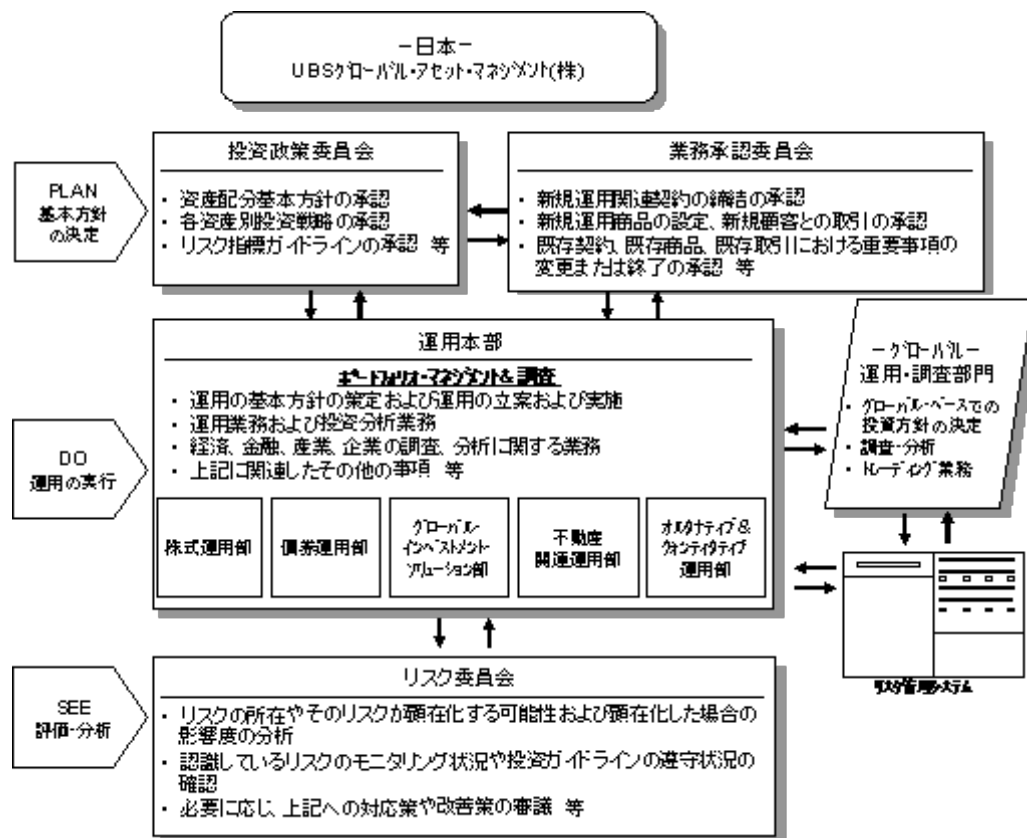 －日本－
UBSグローバル・アセット・マネジメント(株)
PLAN
基本方針
の決定
投資政策委員会
・ 資産配分基本方針の承認
・ 各資産別投資戦略の承認
・ リスク指標ガイドラインの承認 等
業務承認委員会
・ 新規運用関連契約の締結の承認
・ 新規運用商品の設定、新規顧客との取引の承認
・ 既存契約、既存商品、既存取引における重要事項の
変更または終了の承認 等
DO
運用の実行
運用本部
ポートフォリオ・マネジメント&調査
・ 運用の基本方針の策定および運用の立案および実施
・ 運用業務および投資分析業務
・ 経済、金融、産業、企業の調査、分析に関する業務
・ 上記に関連したその他の事項 等
株式運用部
債券運用部
グローバル・
インベストメント・
ソリューション部
不動産
関連運用部
オルタナティブ&
クォンティタティブ
運用部
－グローバル－
運用・調査部門
・ グローバル・ベースでの
投資方針の決定
・ 調査・分析
・ トレーディング業務
リスク管理システム
SEE
評価・分析
リスク委員会
・ リスクの所在やそのリスクが顕在化する可能性および顕在化した場合の
影響度の分析
・ 認識しているリスクのモニタリング状況や投資ガイドラインの遵守状況の
確認
・ 必要に応じ、上記への対応策や改善策の審議 等